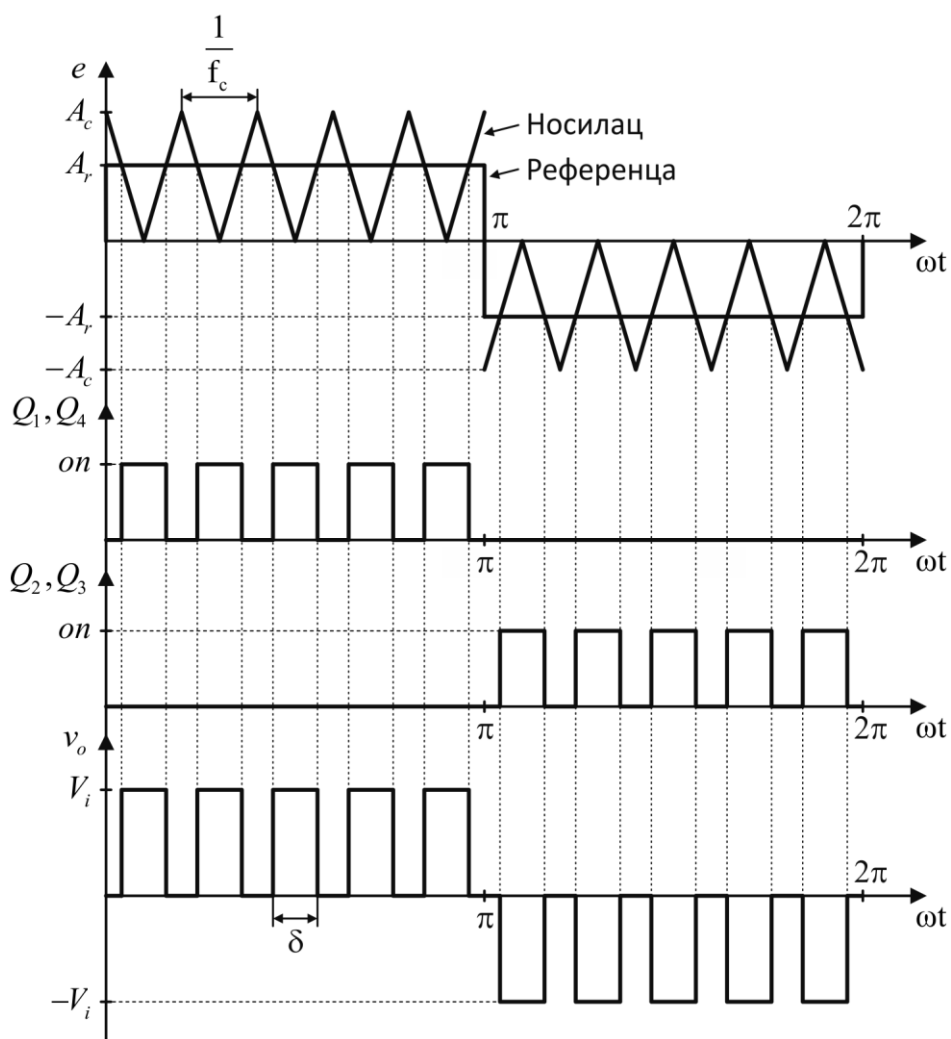 1
f_c
e
A_c
Носилац
A_r
Референца
π
2π
ωt
−A_r
−A_c
Q_1, Q_4
on
π
2π
ωt
Q_2, Q_3
on
π
2π
ωt
v_o
V_i
2π
π
ωt
δ
−V_i